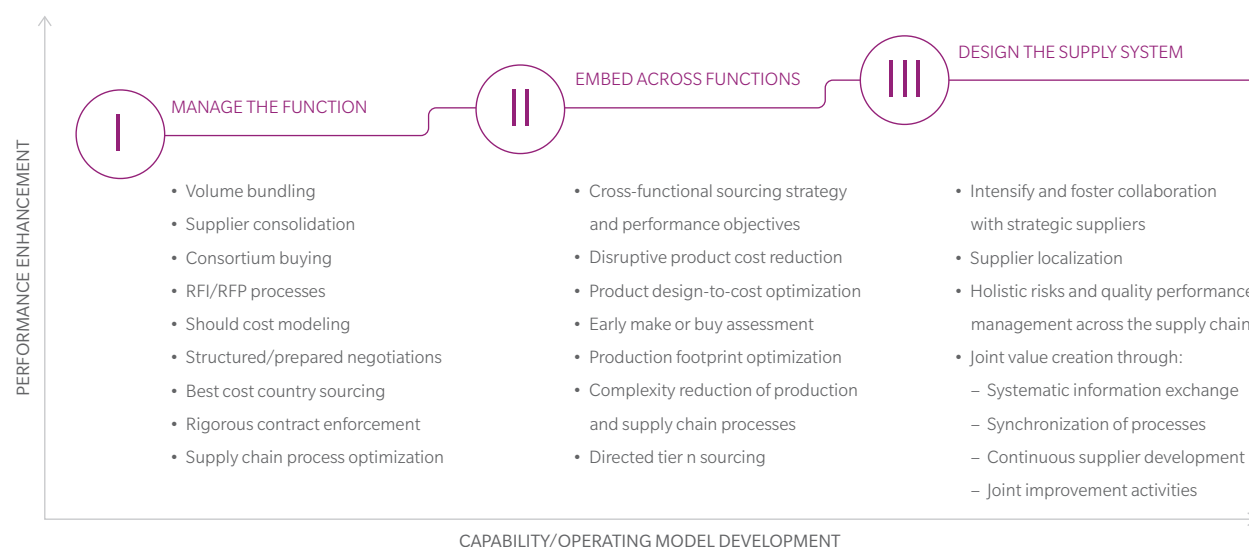 PERFORMANCE ENHANCEMENT
I
MANAGE THE FUNCTION
• Volume bundling
• Supplier consolidation
• Consortium buying
• RFI/RFP processes
• Should cost modeling
• Structured/prepared negotiations
• Best cost country sourcing
• Rigorous contract enforcement
• Supply chain process optimization
II
EMBED ACROSS FUNCTIONS
• Cross-functional sourcing strategy
and performance objectives
• Disruptive product cost reduction
• Product design-to-cost optimization
• Early make or buy assessment
• Production footprint optimization
• Complexity reduction of production
and supply chain processes
• Directed tier n sourcing
III
DESIGN THE SUPPLY SYSTEM
• Intensify and foster collaboration
with strategic suppliers
• Supplier localization
• Holistic risks and quality performance
management across the supply chain
• Joint value creation through:
– Systematic information exchange
– Synchronization of processes
– Continuous supplier development
– Joint improvement activities
CAPABILITY/OPERATING MODEL DEVELOPMENT